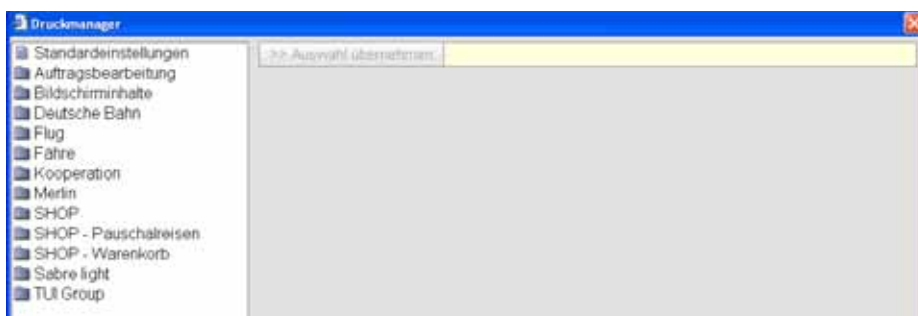 Druckmanager
Standardeinstellungen
>> Auswahl übernehmen
Auftragsbearbeitung
Bildschirminhalte
Deutsche Bahn
Flug
Fähre
Kooperation
Merlin
SHOP
SHOP - Pauschalreisen
SHOP - Warenkorb
Sabre light
TUI Group